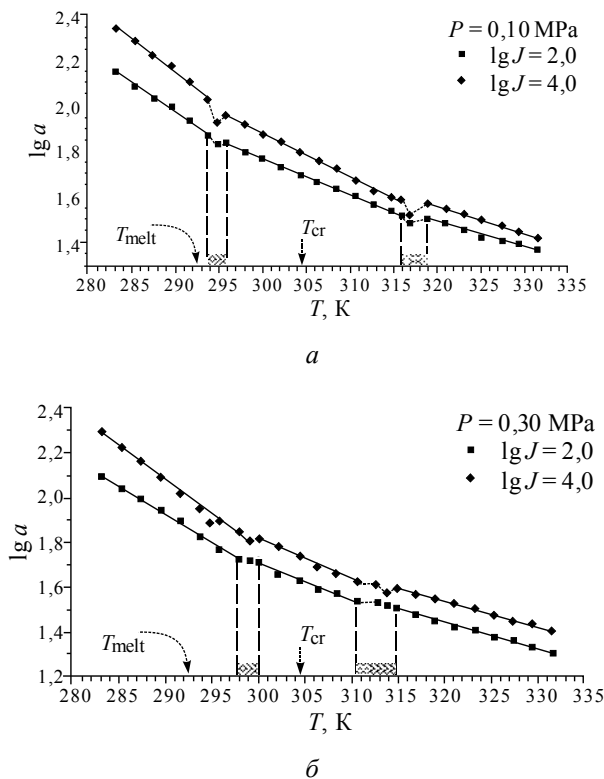 2,4
2,2
2,0
1,8
1,6
1,4
lg a
P = 0,10 MPa
lg J = 2,0
lg J = 4,0
Tmelt
Tcr
280 285 290 295 300 305 310 315 320 325 330 335
T, К
а
2,4
2,2
2,0
1,8
1,6
1,4
1,2
lg a
P = 0,30 MPa
lg J = 2,0
lg J = 4,0
Tmelt
Tcr
280 285 290 295 300 305 310 315 320 325 330 335
T, К
б